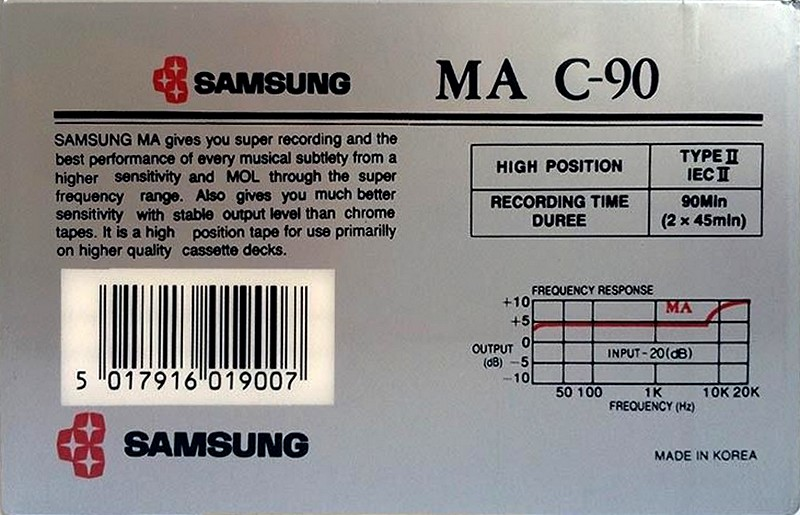 SAMSUNG
MA C-90
SAMSUNG MA gives you super recording and the
best performance of every musical subtlety from a
higher sensitivity and MOL through the super
frequency range. Also gives you much better
sensitivity with stable output level than chrome
tapes. It is a high position tape for use primarilly
on higher quality cassette decks.
HIGH POSITION
TYPE II
IEC II
RECORDING TIME
DUREE
90Min
(2 x 45min)
FREQUENCY RESPONSE
+10
+5
0
-5
-10
OUTPUT
(dB)
MA
INPUT-20(dB)
50 100 1K 10K 20K
FREQUENCY (Hz)
5 017916 019007
SAMSUNG
MADE IN KOREA